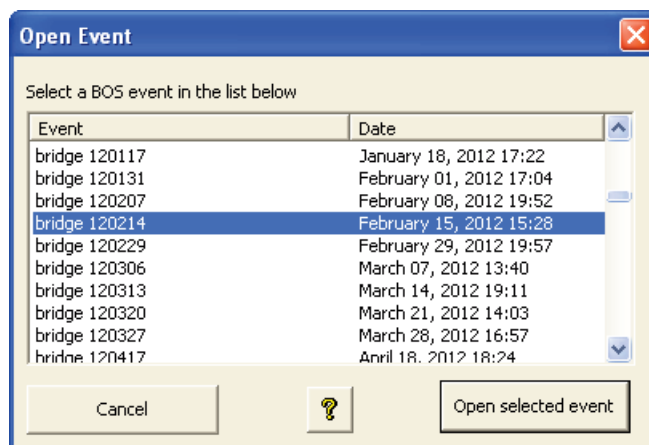 Open Event
Select a BOS event in the list below
Event Date
bridge 120117 January 18, 2012 17:22
bridge 120131 February 01, 2012 17:04
bridge 120207 February 08, 2012 19:52
bridge 120214 February 15, 2012 15:28
bridge 120229 February 29, 2012 19:57
bridge 120306 March 07, 2012 13:40
bridge 120313 March 14, 2012 19:11
bridge 120320 March 21, 2012 14:03
bridge 120327 March 28, 2012 16:57
bridge 120417 April 18, 2012 18:24
Cancel ? Open selected event